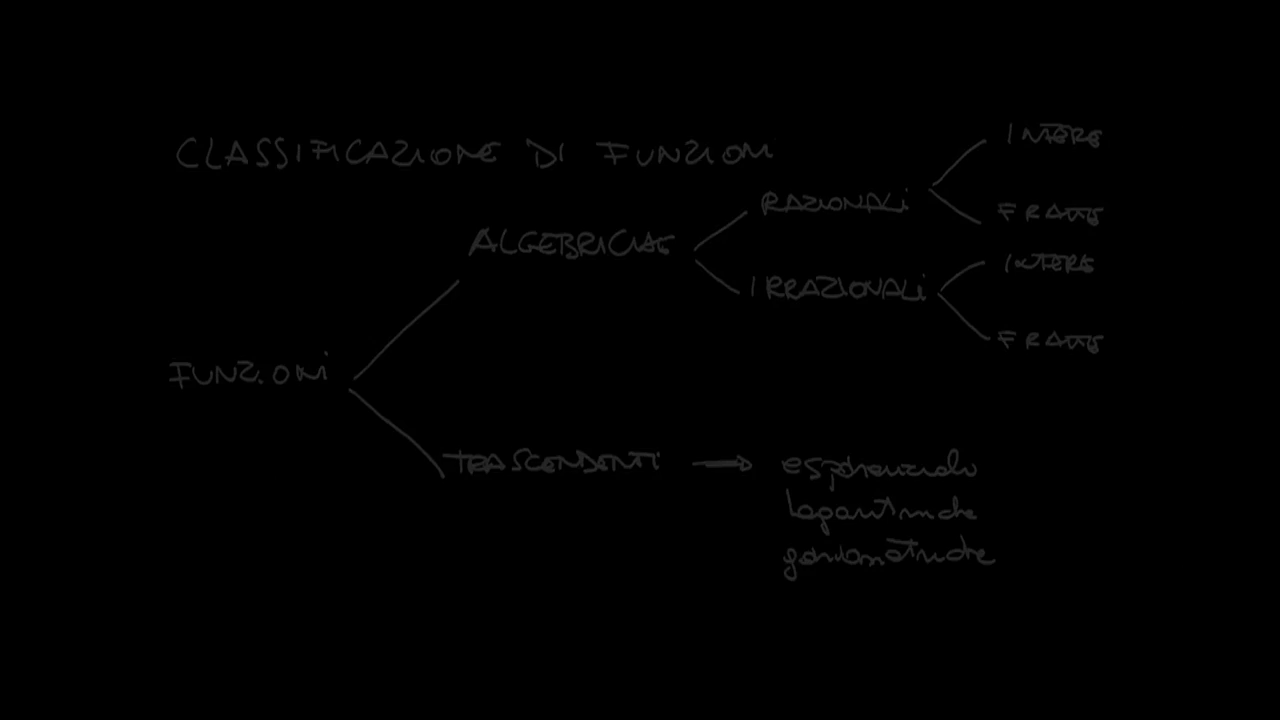 CLASSIFICAZIONE DI FUNZIONI
INTERE
RAZIONALI
FRATTE
ALGEBRICHE
INTERE
IRRAZIONALI
FRATTE
FUNZIONI
TRASCENDENTI → esponenziali
logaritmiche
goniometriche